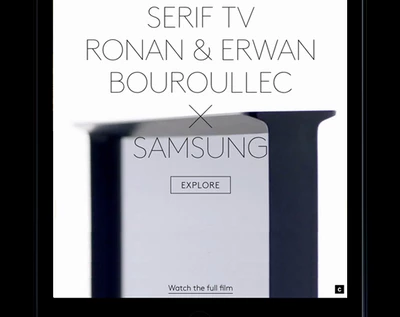 SERIF TV
RONAN & ERWAN
BOUROULLEC
X
SAMSUNG
EXPLORE
Watch the full film
C